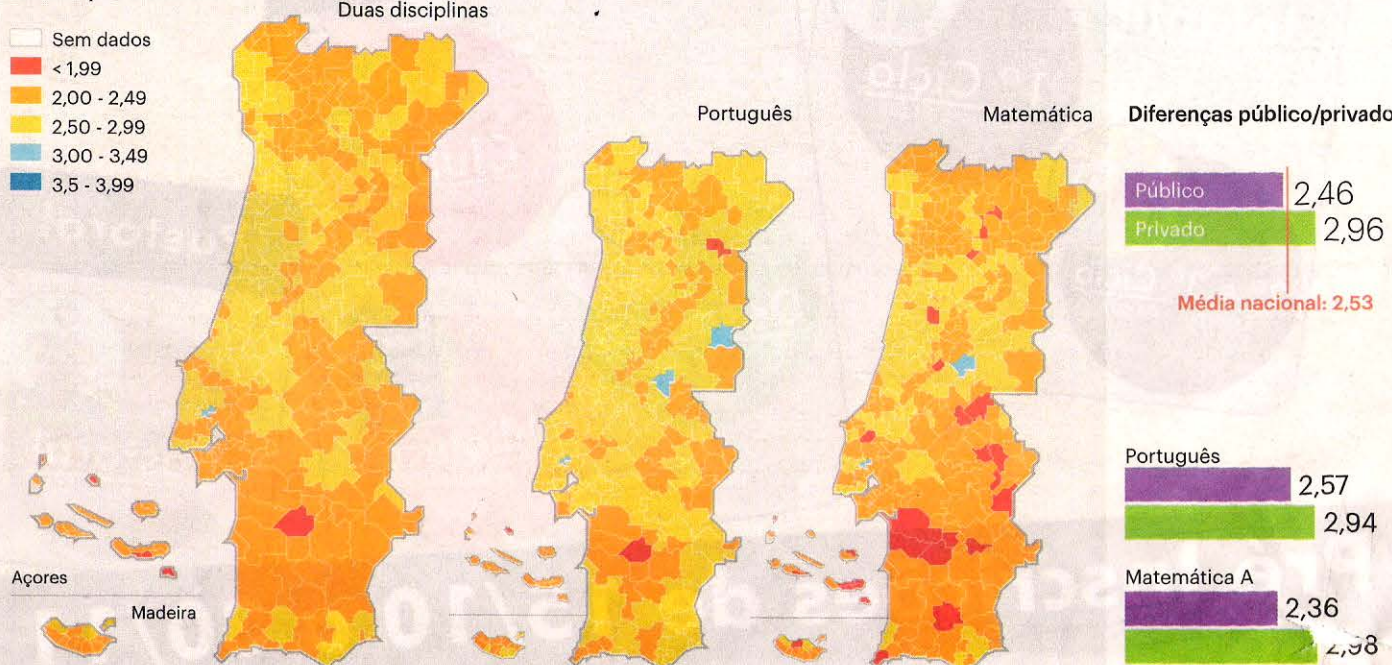 Duas disciplinas
Sem dados
< 1,99
2,00 - 2,49
2,50 - 2,99
3,00 - 3,49
3,5 - 3,99
Português
Matemática
Açores
Madeira
Diferenças público/privado
Público 2,46
Privado 2,96
Média nacional: 2,53
Português
2,57
2,94
Matemática A
2,36
2,98